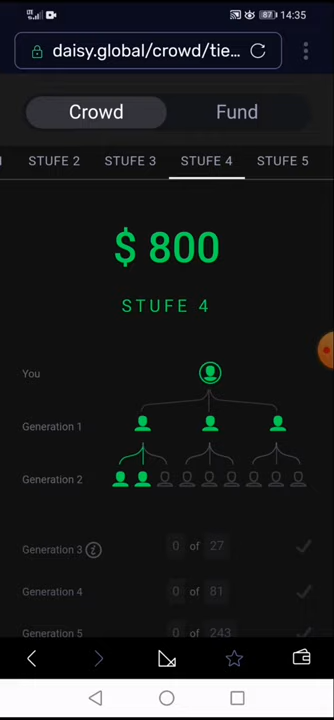 87 14:35
daisy.global/crowd/tie...
Crowd Fund
STUFE 2 STUFE 3 STUFE 4 STUFE 5
$ 800
STUFE 4
You
Generation 1
Generation 2
Generation 3 i 0 of 27
Generation 4 0 of 81
Generation 5 0 of 243